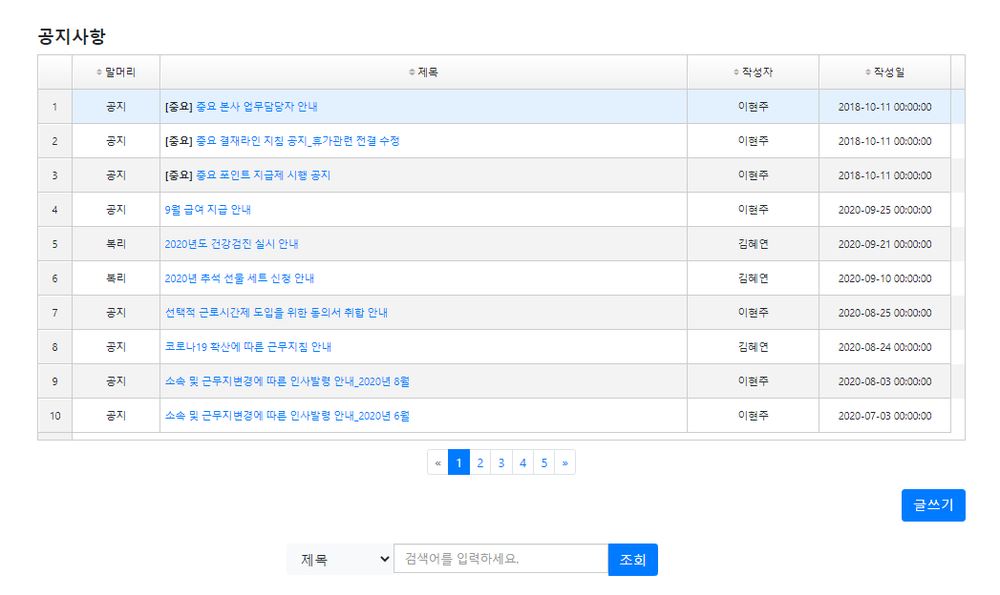 공지사항
말머리 제목 작성자 작성일
1 공지 [중요] 중요 본사 업무담당자 안내 이현주 2018-10-11 00:00:00
2 공지 [중요] 중요 결재라인 지침 공지_휴가관련 전결 수정 이현주 2018-10-11 00:00:00
3 공지 [중요] 중요 포인트 지급제 시행 공지 이현주 2018-10-11 00:00:00
4 공지 9월 급여 지급 안내 이현주 2020-09-25 00:00:00
5 복리 2020년도 건강검진 실시 안내 김혜연 2020-09-21 00:00:00
6 복리 2020년 추석 선물 세트 신청 안내 김혜연 2020-09-10 00:00:00
7 공지 선택적 근로시간제 도입을 위한 동의서 취합 안내 이현주 2020-08-25 00:00:00
8 공지 코로나19 확산에 따른 근무지침 안내 김혜연 2020-08-24 00:00:00
9 공지 소속 및 근무지변경에 따른 인사발령 안내_2020년 8월 이현주 2020-08-03 00:00:00
10 공지 소속 및 근무지변경에 따른 인사발령 안내_2020년 6월 이현주 2020-07-03 00:00:00
« 1 2 3 4 5 »
글쓰기
제목 검색어를 입력하세요. 조회